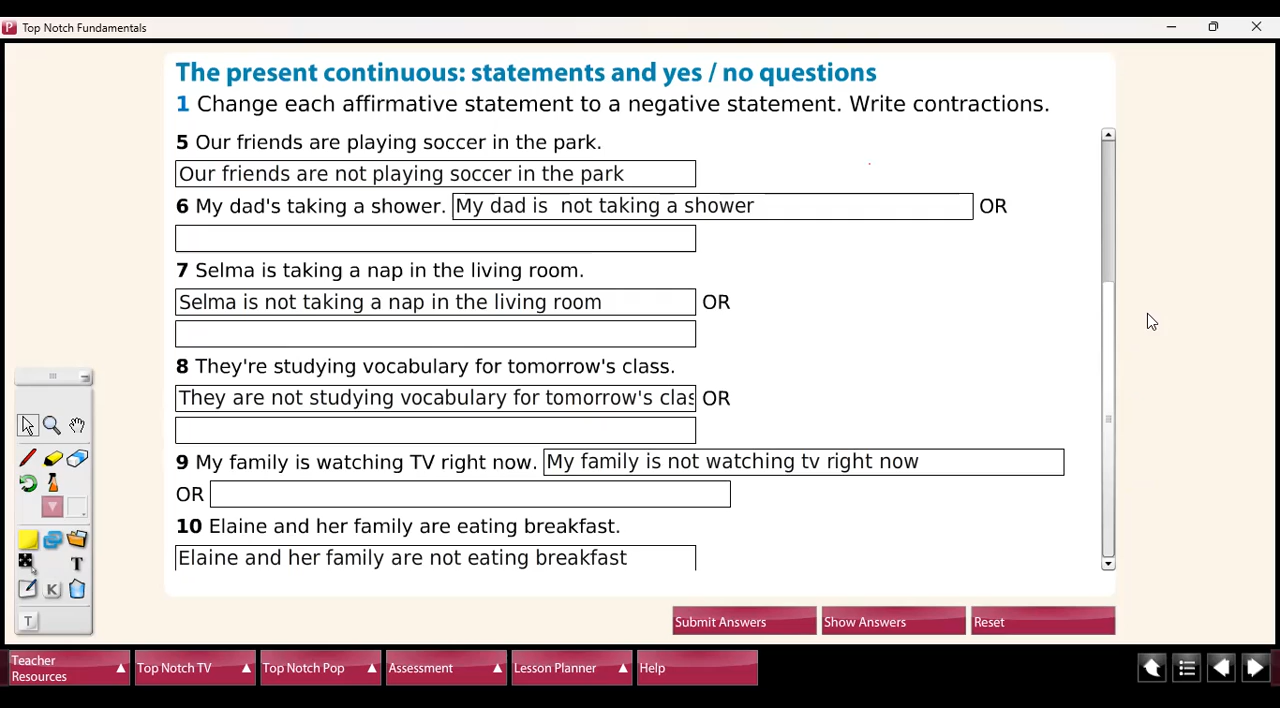 Top Notch Fundamentals
The present continuous: statements and yes / no questions
1 Change each affirmative statement to a negative statement. Write contractions.
5 Our friends are playing soccer in the park.
Our friends are not playing soccer in the park
6 My dad's taking a shower. My dad is  not taking a shower OR
7 Selma is taking a nap in the living room.
Selma is not taking a nap in the living room OR
8 They're studying vocabulary for tomorrow's class.
They are not studying vocabulary for tomorrow's clas OR
9 My family is watching TV right now. My family is not watching tv right now
OR
10 Elaine and her family are eating breakfast.
Elaine and her family are not eating breakfast
T
K
T
Submit Answers Show Answers Reset
Teacher Resources Top Notch TV Top Notch Pop Assessment Lesson Planner Help